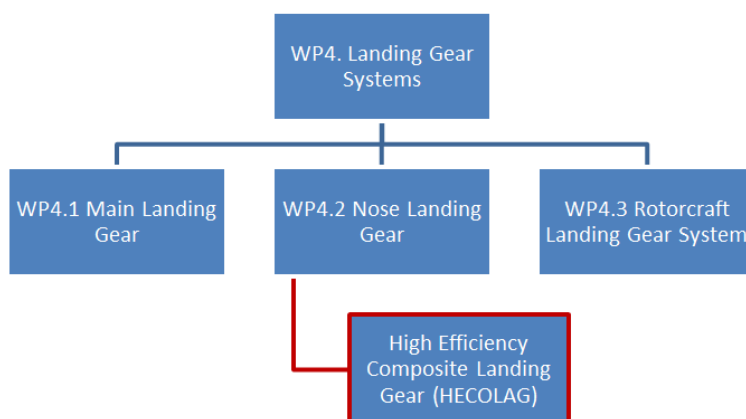 WP4. Landing Gear
Systems
WP4.1 Main Landing
Gear
WP4.2 Nose Landing
Gear
WP4.3 Rotorcraft
Landing Gear System
High Efficiency
Composite Landing
Gear (HECOLAG)